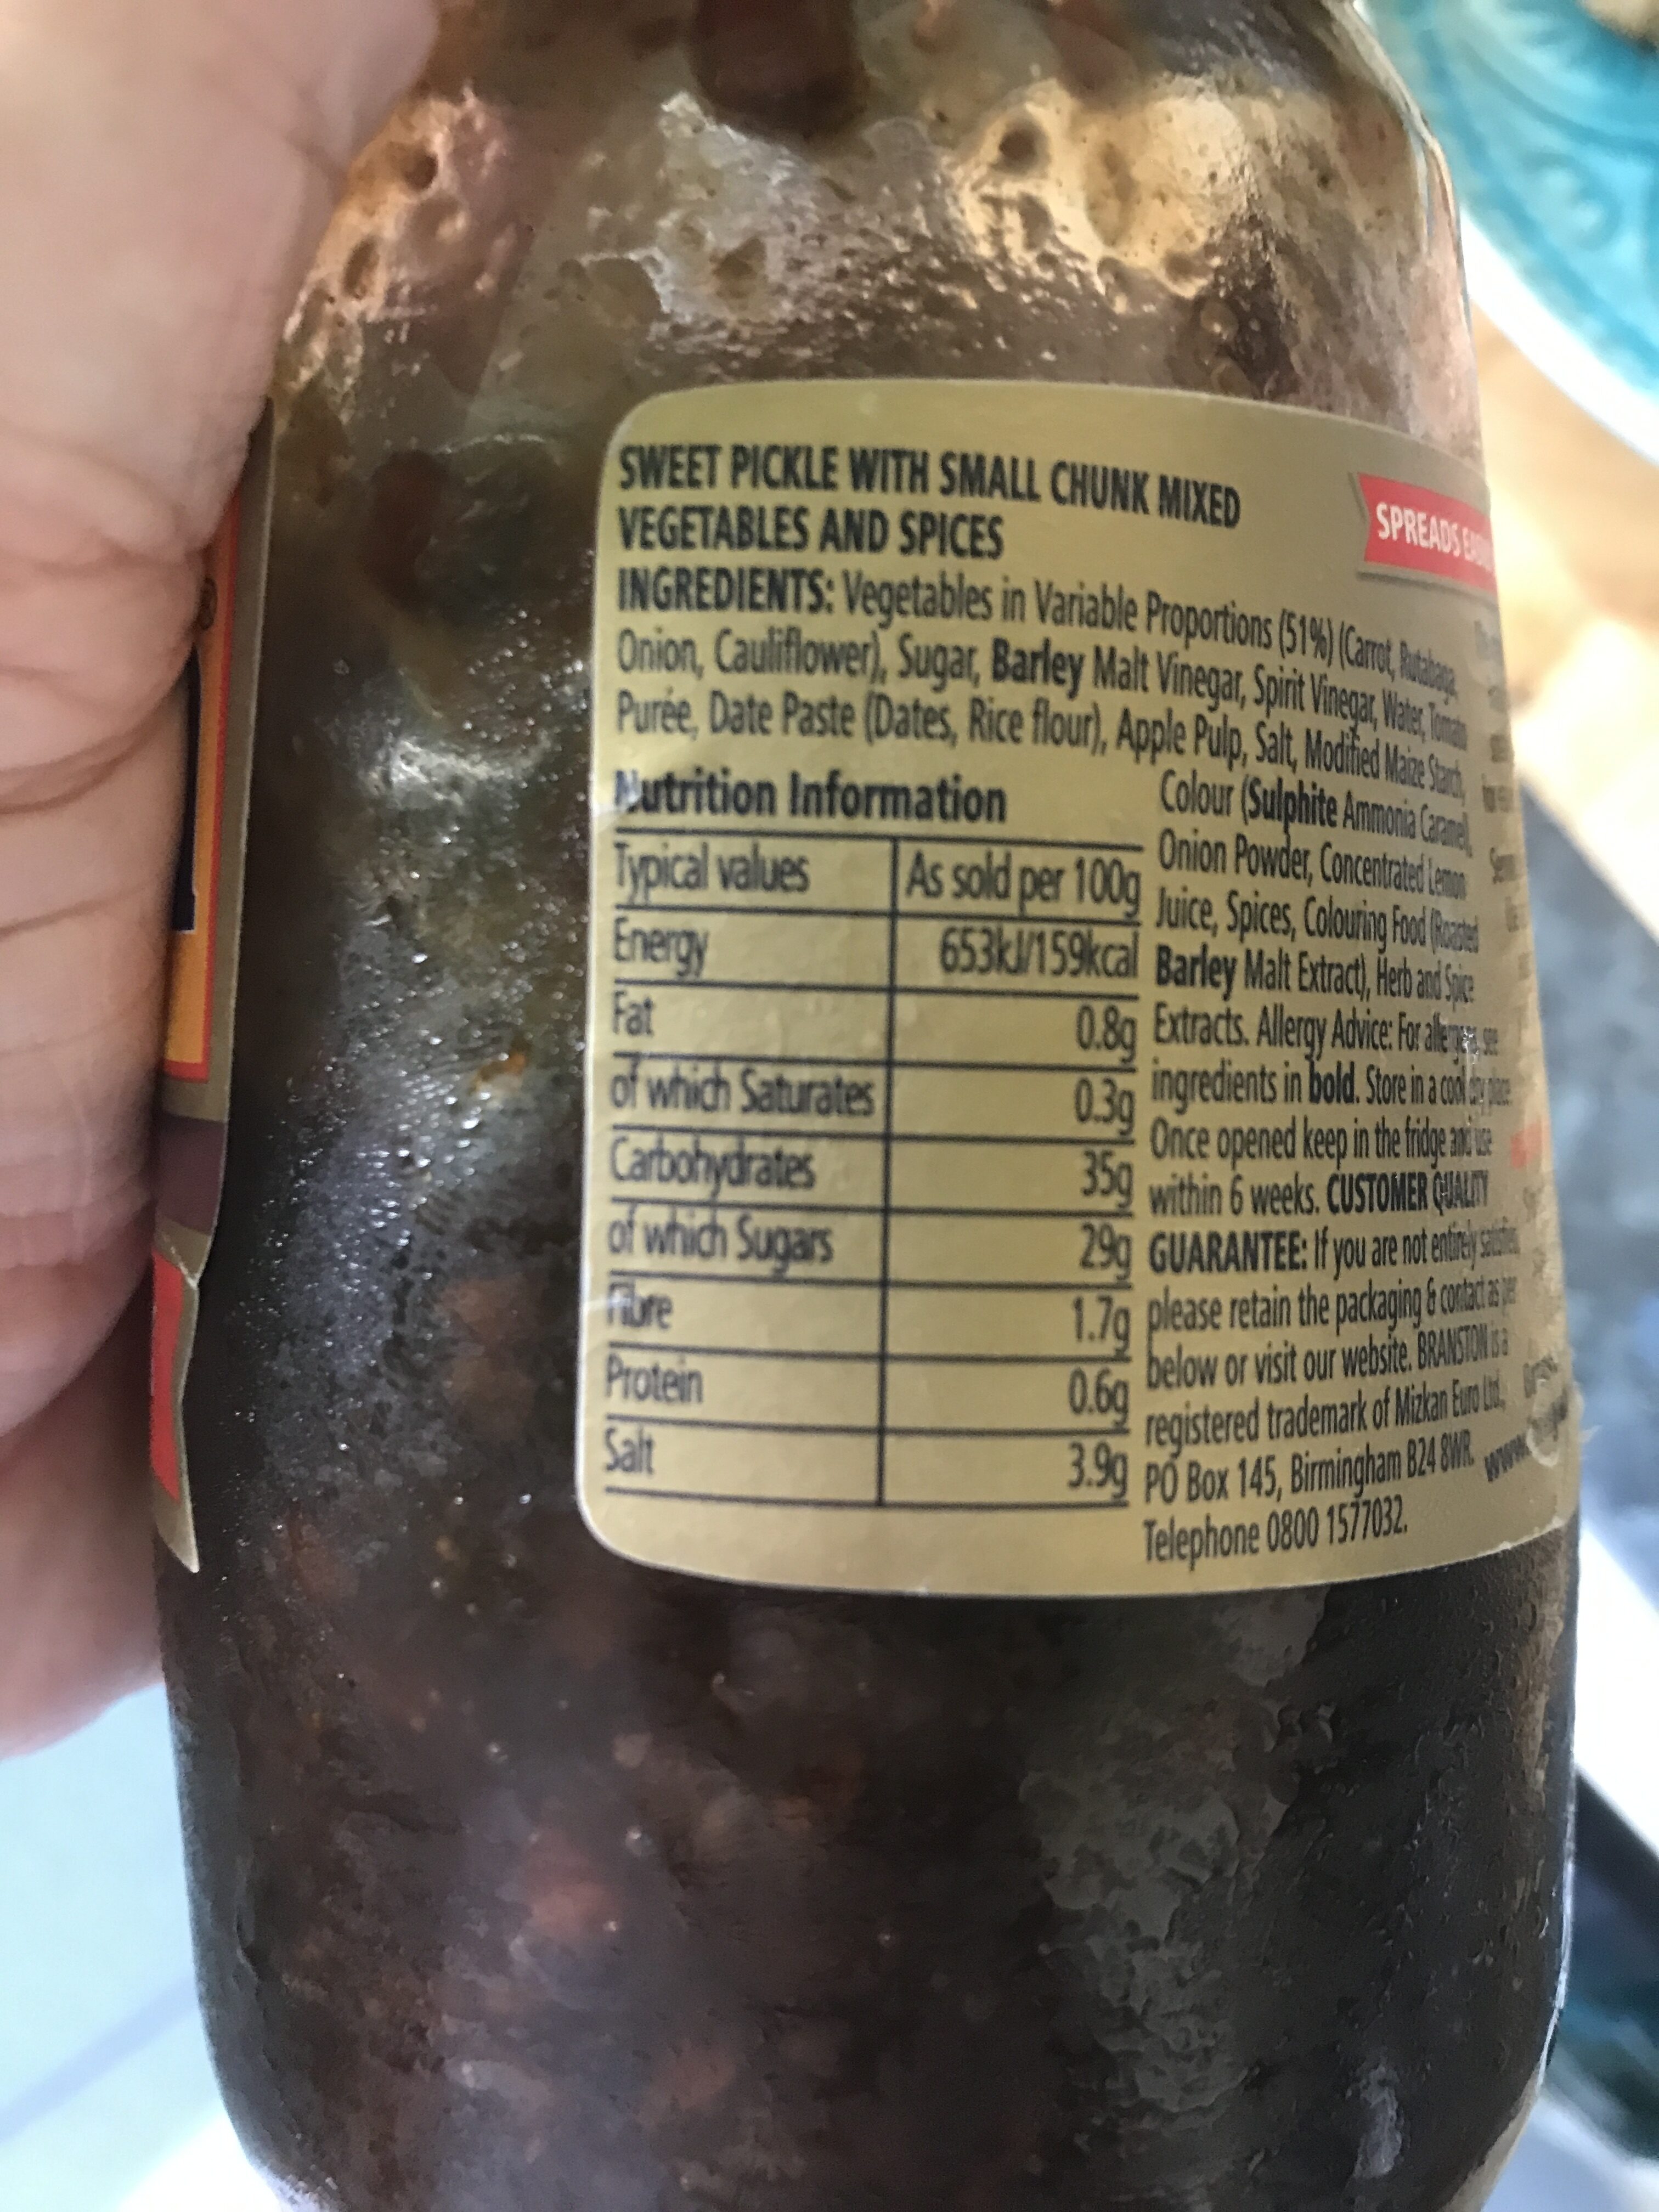 SWEET PICKLE WITH SMALL CHUNK MIXED
VEGETABLES AND SPICES
SPREADS
INGREDIENTS: Vegetables in Variable Proportions (51%) (Carrot, Rutabaga,
Onion, Cauliflower), Sugar, Barley Malt Vinegar, Spirit Vinegar, Water, Tomato
Purée, Date Paste (Dates, Rice flour), Apple Pulp, Salt, Modified Maize Starch,
Colour (Sulphite Ammonia Caramel),
Onion Powder, Concentrated Lemon
Juice, Spices, Colouring Food (Roasted
Barley Malt Extract), Herb and Spice
Extracts. Allergy Advice: For allergens, see
ingredients in bold. Store in a cool dry place.
Once opened keep in the fridge and use
within 6 weeks. CUSTOMER QUALITY
GUARANTEE: If you are not entirely satisfied,
please retain the packaging & contact as per
below or visit our website. BRANSTON is a
registered trademark of Mizkan Euro Ltd.,
PO Box 145, Birmingham B24 8WR.
Telephone 0800 1577032.
www.
Nutrition Information
Typical values As sold per 100g
Energy 653kJ/159kcal
Fat 0.8g
of which Saturates 0.3g
Carbohydrates 35g
of which Sugars 29g
Fibre 1.7g
Protein 0.6g
Salt 3.9g